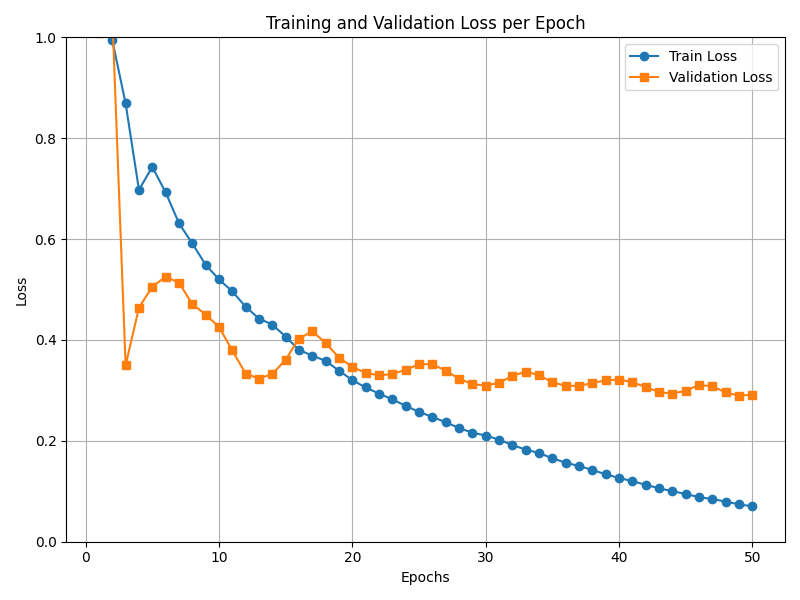 Training and Validation Loss per Epoch
Train Loss
Validation Loss
1.0
0.8
0.6
0.4
0.2
0.0
Loss
0 10 20 30 40 50
Epochs